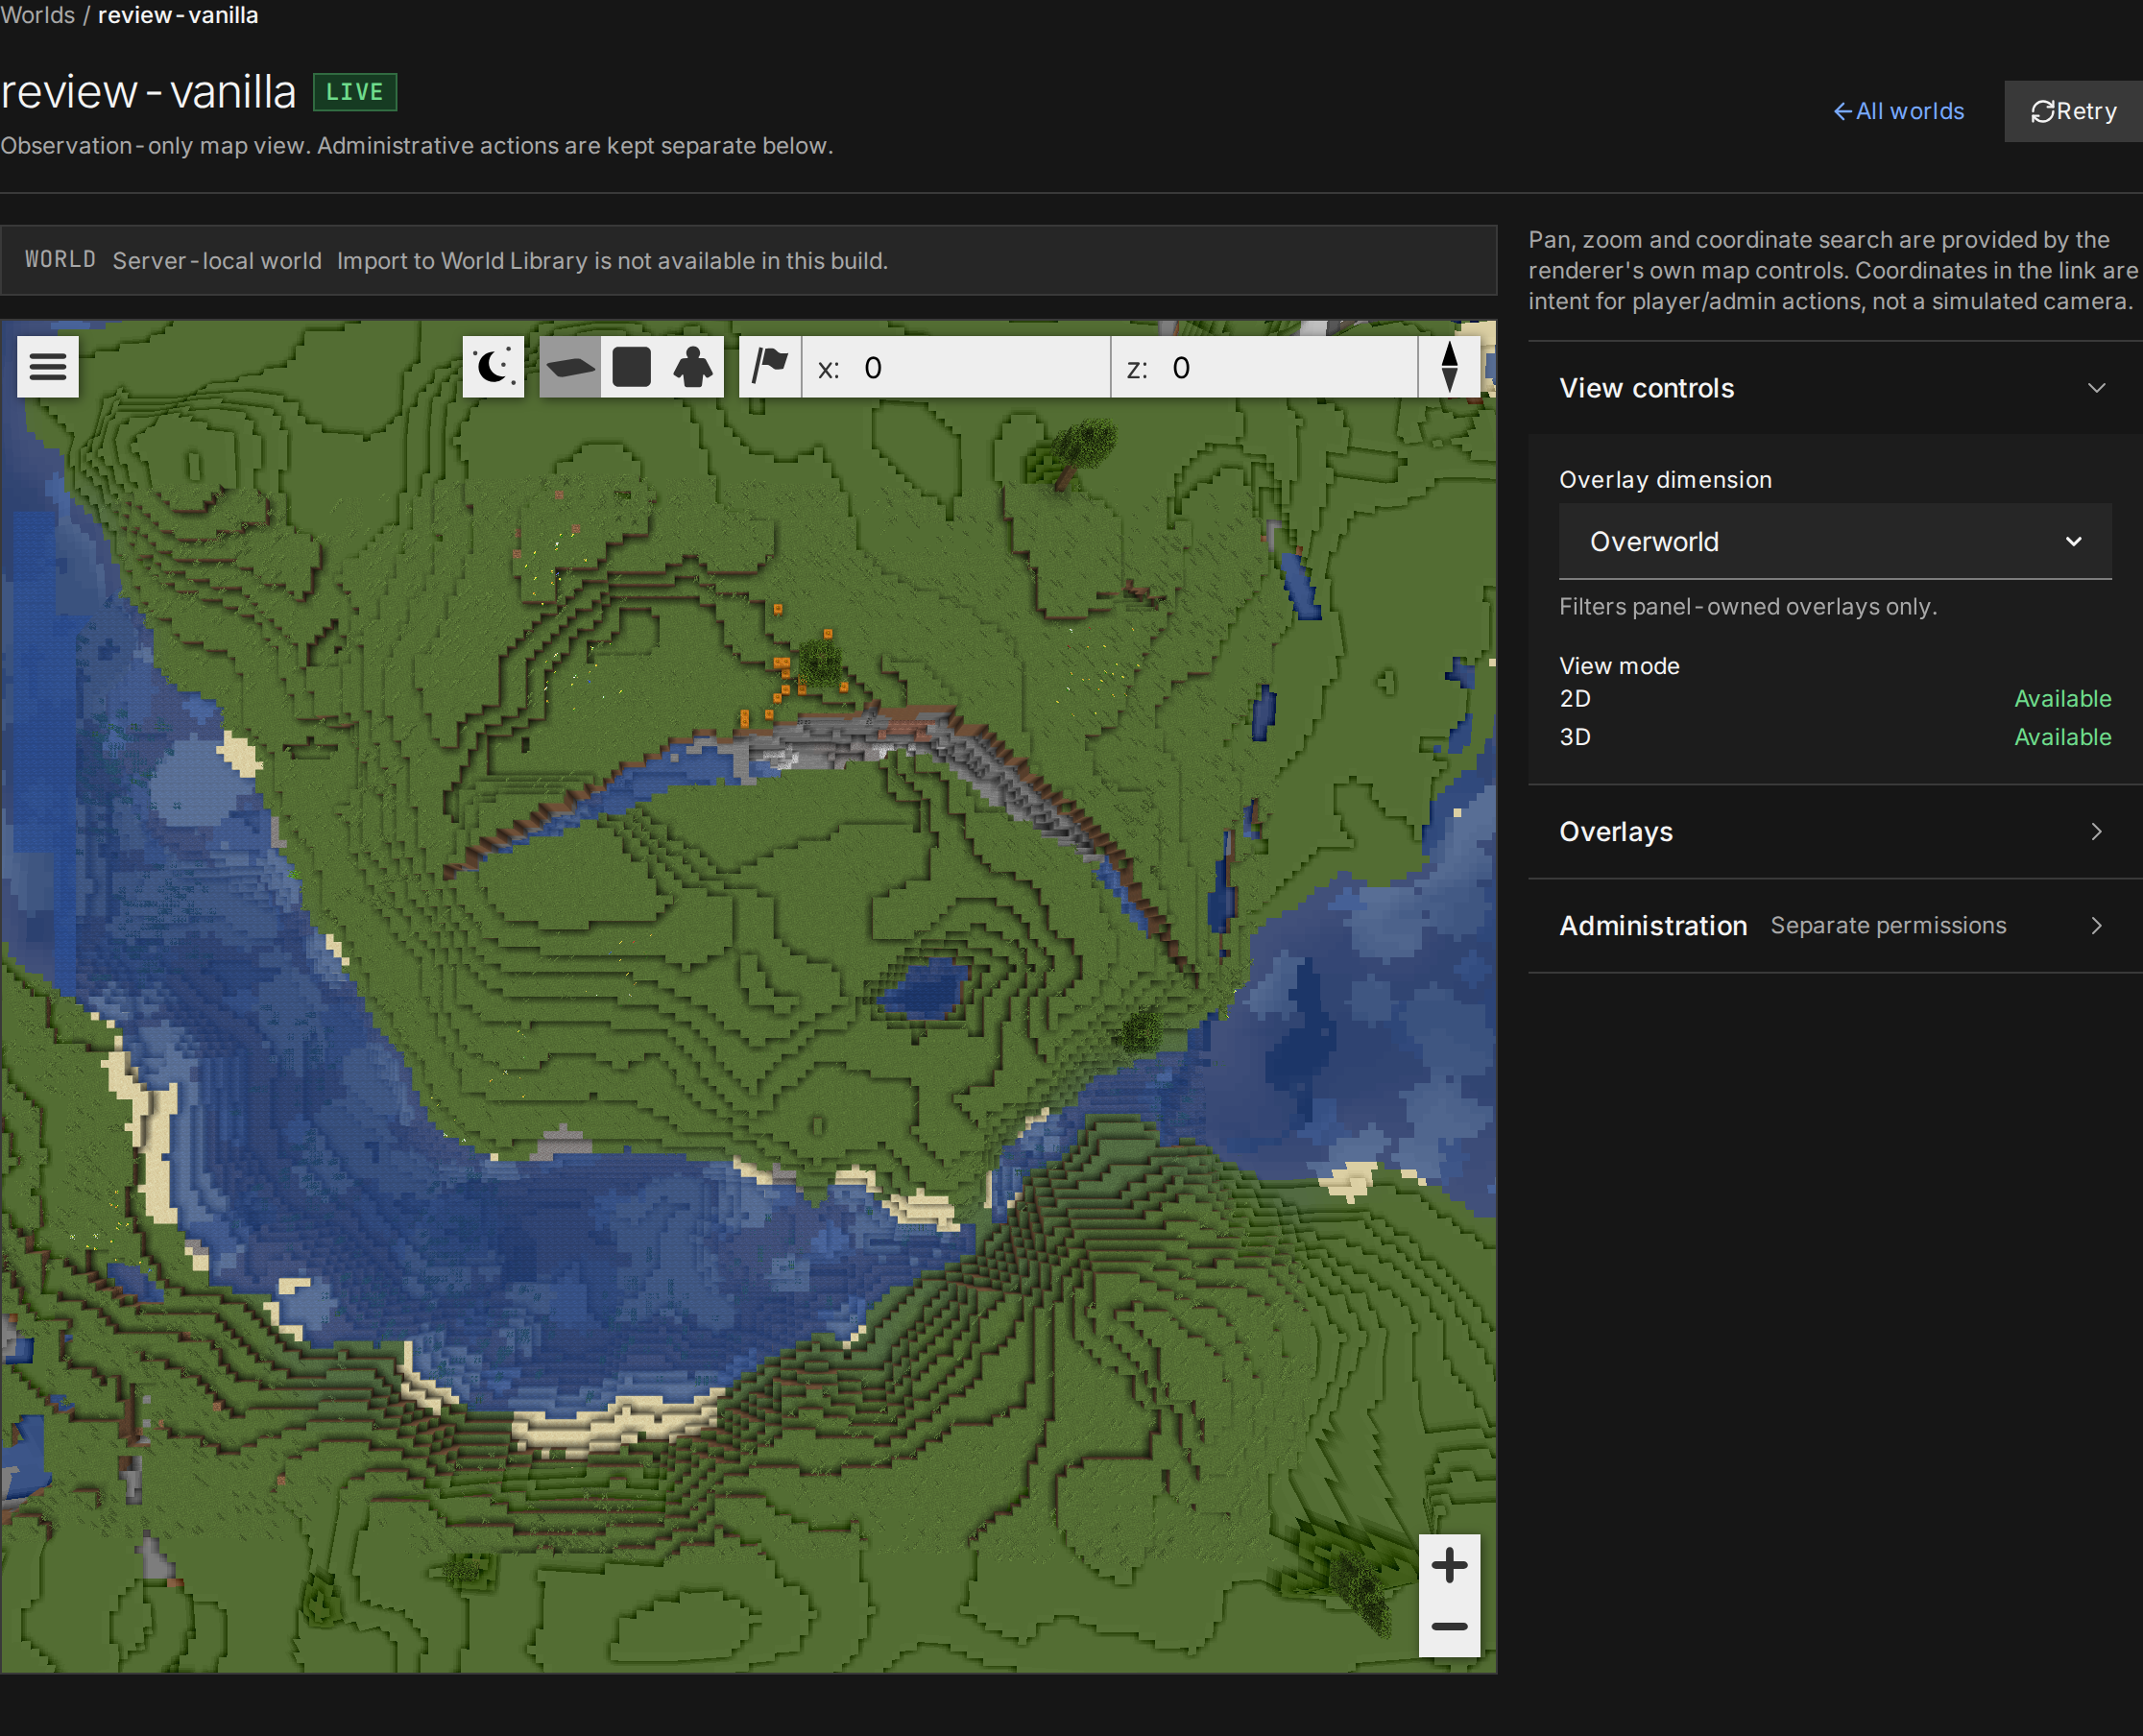 Worlds / review-vanilla
review-vanilla LIVE
Observation-only map view. Administrative actions are kept separate below.
All worlds
Retry
WORLD Server-local world Import to World Library is not available in this build.
x: 0
z: 0
Pan, zoom and coordinate search are provided by the
renderer's own map controls. Coordinates in the link are
intent for player/admin actions, not a simulated camera.
View controls
Overlay dimension
Overworld
Filters panel-owned overlays only.
View mode
2D Available
3D Available
Overlays
Administration Separate permissions